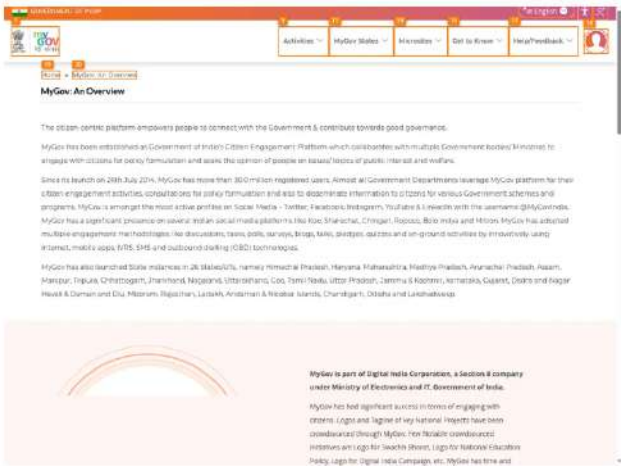 GOVERNMENT OF INDIA
English
my
GOV
मेरी सरकार
Activities
MyGov States
Microsites
Get to Know
Help/Feedback
Home » MyGov: An Overview
MyGov: An Overview
The citizen-centric platform empowers people to connect with the Government & contribute towards good governance.
MyGov has been established as Government of India's Citizen Engagement Platform which collaborates with multiple Government bodies/ Ministries to
engage with citizens for policy formulation and seeks the opinion of people on issues/ topics of public interest and welfare.
Since its launch on 26th July 2014, MyGov has more than 30.0 million registered users. Almost all Government Departments leverage MyGov platform for their
citizen engagement activities, consultations for policy formulation and also to disseminate information to citizens for various Government schemes and
programs. MyGov is amongst the most active profiles on Social Media - Twitter, Facebook, Instagram, YouTube & LinkedIn with the username @MyGovIndia.
MyGov has a significant presence on several Indian social media platforms like Koo, Sharechat, Chingari, Roposo, Bolo Indya and Mitron. MyGov has adopted
multiple engagement methodologies like discussions, tasks, polls, surveys, blogs, talks, pledges, quizzes and on-ground activities by innovatively using
internet, mobile apps, IVRS, SMS and outbound dialling (OBD) technologies.
MyGov has also launched State instances in 26 States/UTs, namely Himachal Pradesh, Haryana, Maharashtra, Madhya Pradesh, Arunachal Pradesh, Assam,
Manipur, Tripura, Chhattisgarh, Jharkhand, Nagaland, Uttarakhand, Goa, Tamil Nadu, Uttar Pradesh, Jammu & Kashmir, Karnataka, Gujarat, Dadra and Nagar
Haveli & Daman and Diu, Mizoram, Rajasthan, Ladakh, Andaman & Nicobar Islands, Chandigarh, Odisha and Lakshadweep.
MyGov is part of Digital India Corporation, a Section 8 company
under Ministry of Electronics and IT, Government of India.
MyGov has had significant success in terms of engaging with
citizens. Logos and Tagline of key National Projects have been
crowdsourced through MyGov. Few Notable crowdsourced
initiatives are Logo for Swachh Bharat, Logo for National Education
Policy, Logo for Digital India Campaign, etc. MyGov has time and